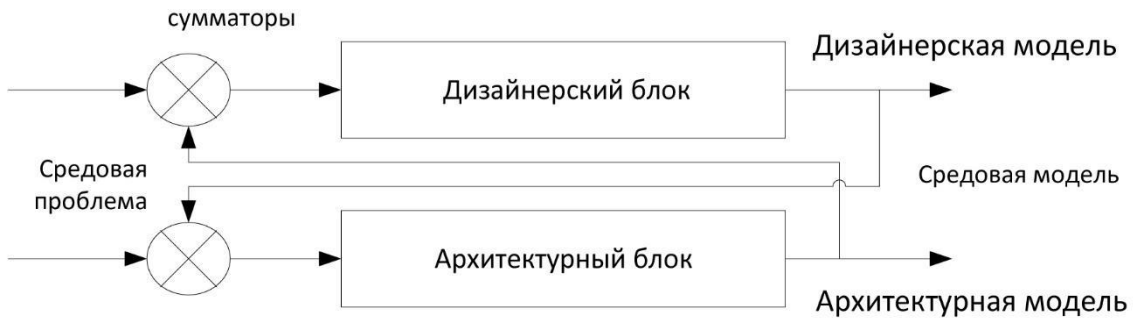 сумматоры
Дизайнерская модель
Дизайнерский блок
Средовая
проблема
Средовая модель
Архитектурный блок
Архитектурная модель